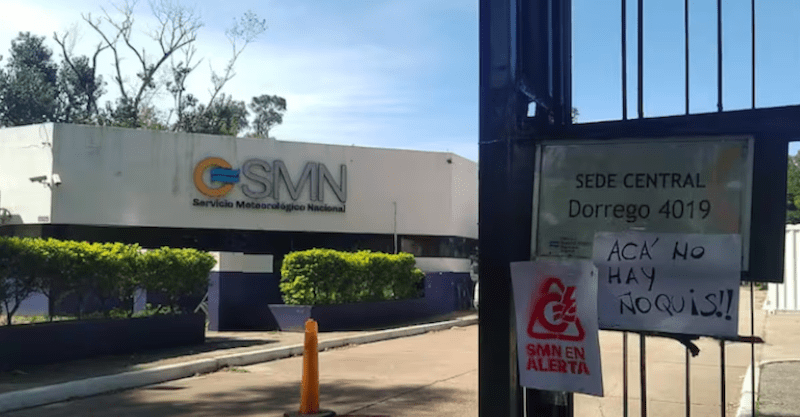 SMN
Servicio Meteorológico Nacional
SEDE CENTRAL
Dorrego 4019
ACÁ NO
HAY
ÑOQUIS!!
SMN EN
ALERTA